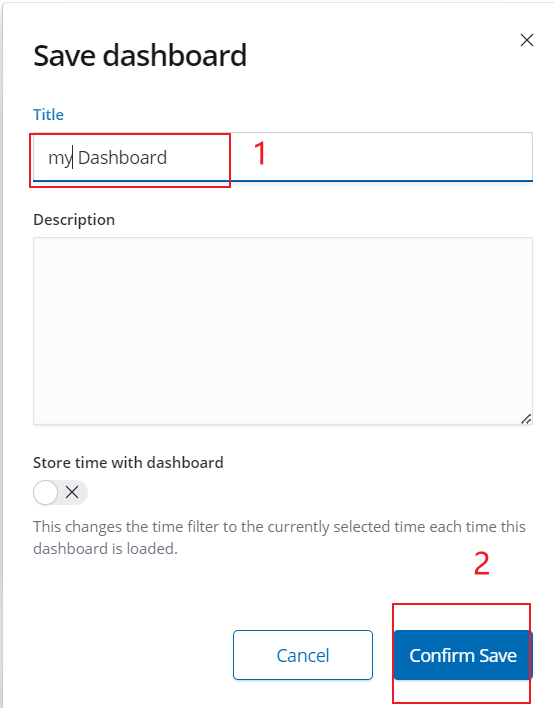 Save dashboard
Title
my Dashboard
1
Description
Store time with dashboard
This changes the time filter to the currently selected time each time this
dashboard is loaded.
2
Cancel
Confirm Save